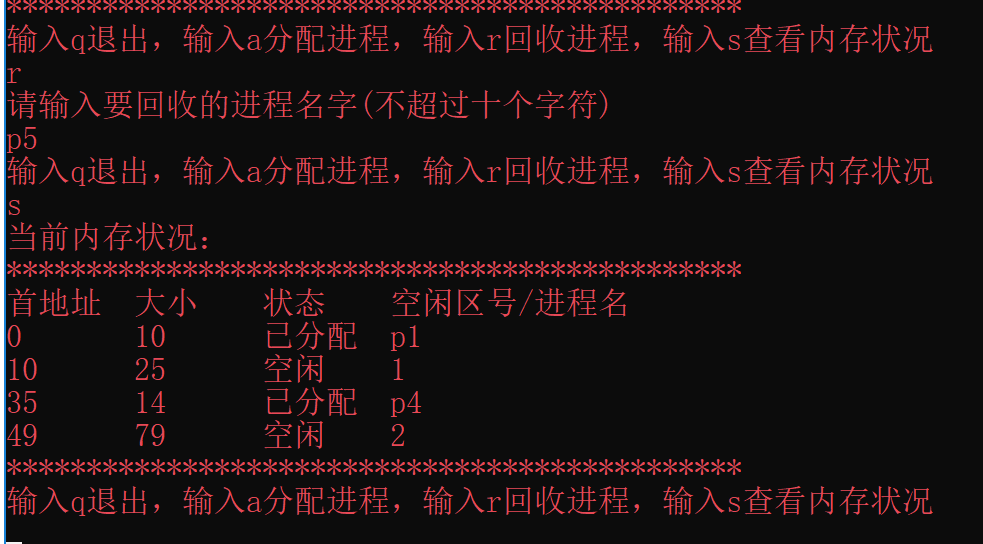 **********************************************
输入q退出，输入a分配进程，输入r回收进程，输入s查看内存状况
r
请输入要回收的进程名字(不超过十个字符)
p5
输入q退出，输入a分配进程，输入r回收进程，输入s查看内存状况
s
当前内存状况：
**********************************************
首地址 大小 状态 空闲区号/进程名
0 10 已分配 p1
10 25 空闲 1
35 14 已分配 p4
49 79 空闲 2
**********************************************
输入q退出，输入a分配进程，输入r回收进程，输入s查看内存状况